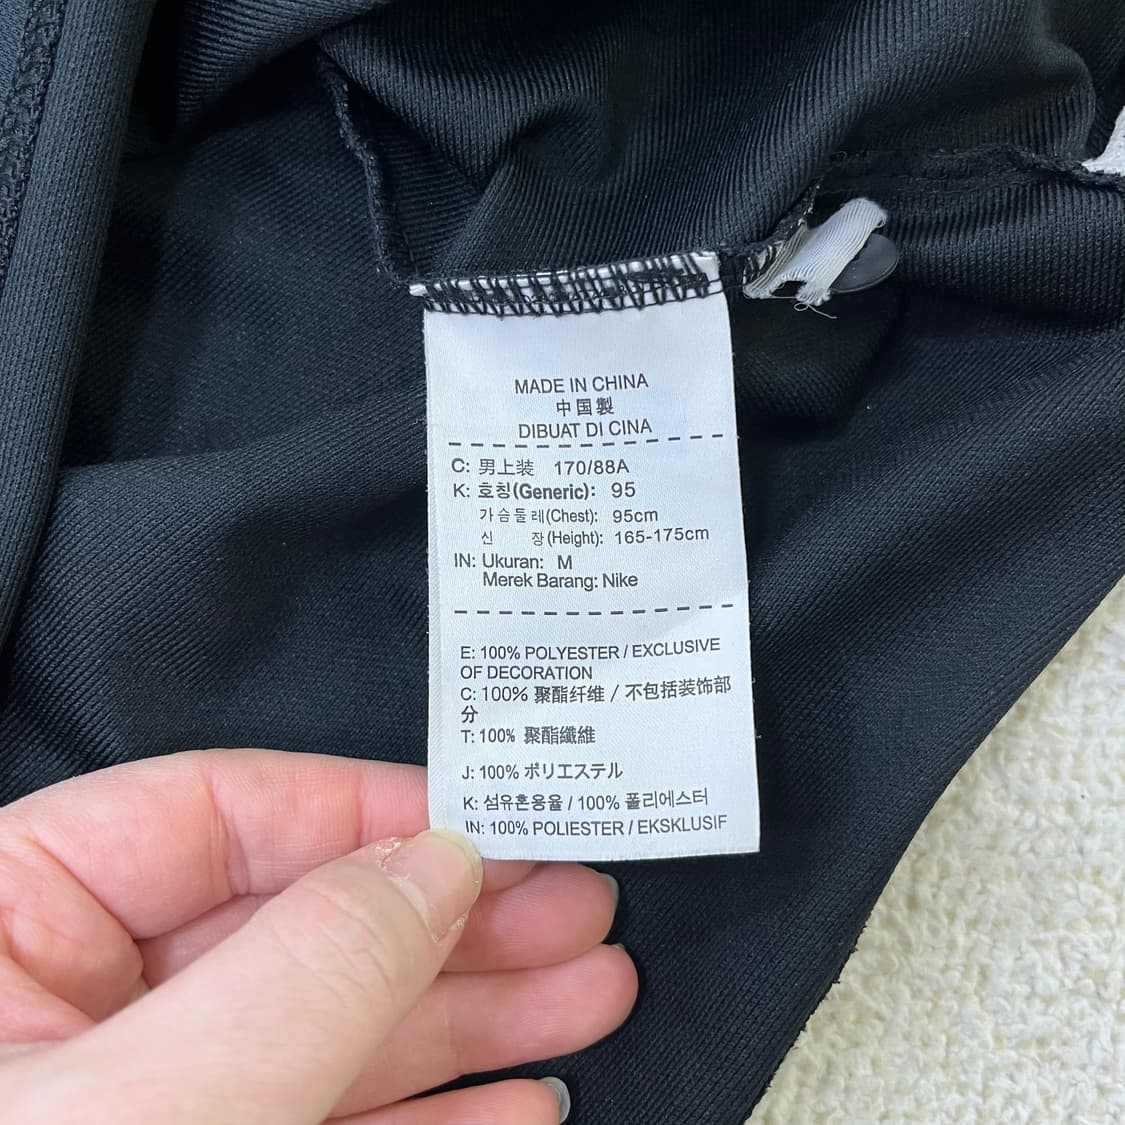 MADE IN CHINA
中国製
DIBUAT DI CINA
C: 男上装 170/88A
K: 호칭(Generic): 95
가슴둘레(Chest): 95cm
신 장(Height): 165-175cm
IN: Ukuran: M
Merek Barang: Nike
E: 100% POLYESTER / EXCLUSIVE
OF DECORATION
C: 100% 聚酯纤维 / 不包括装饰部
分
T: 100% 聚酯纖維
J: 100% ポリエステル
K: 섬유혼용율 / 100% 폴리에스터
IN: 100% POLIESTER / EKSKLUSIF